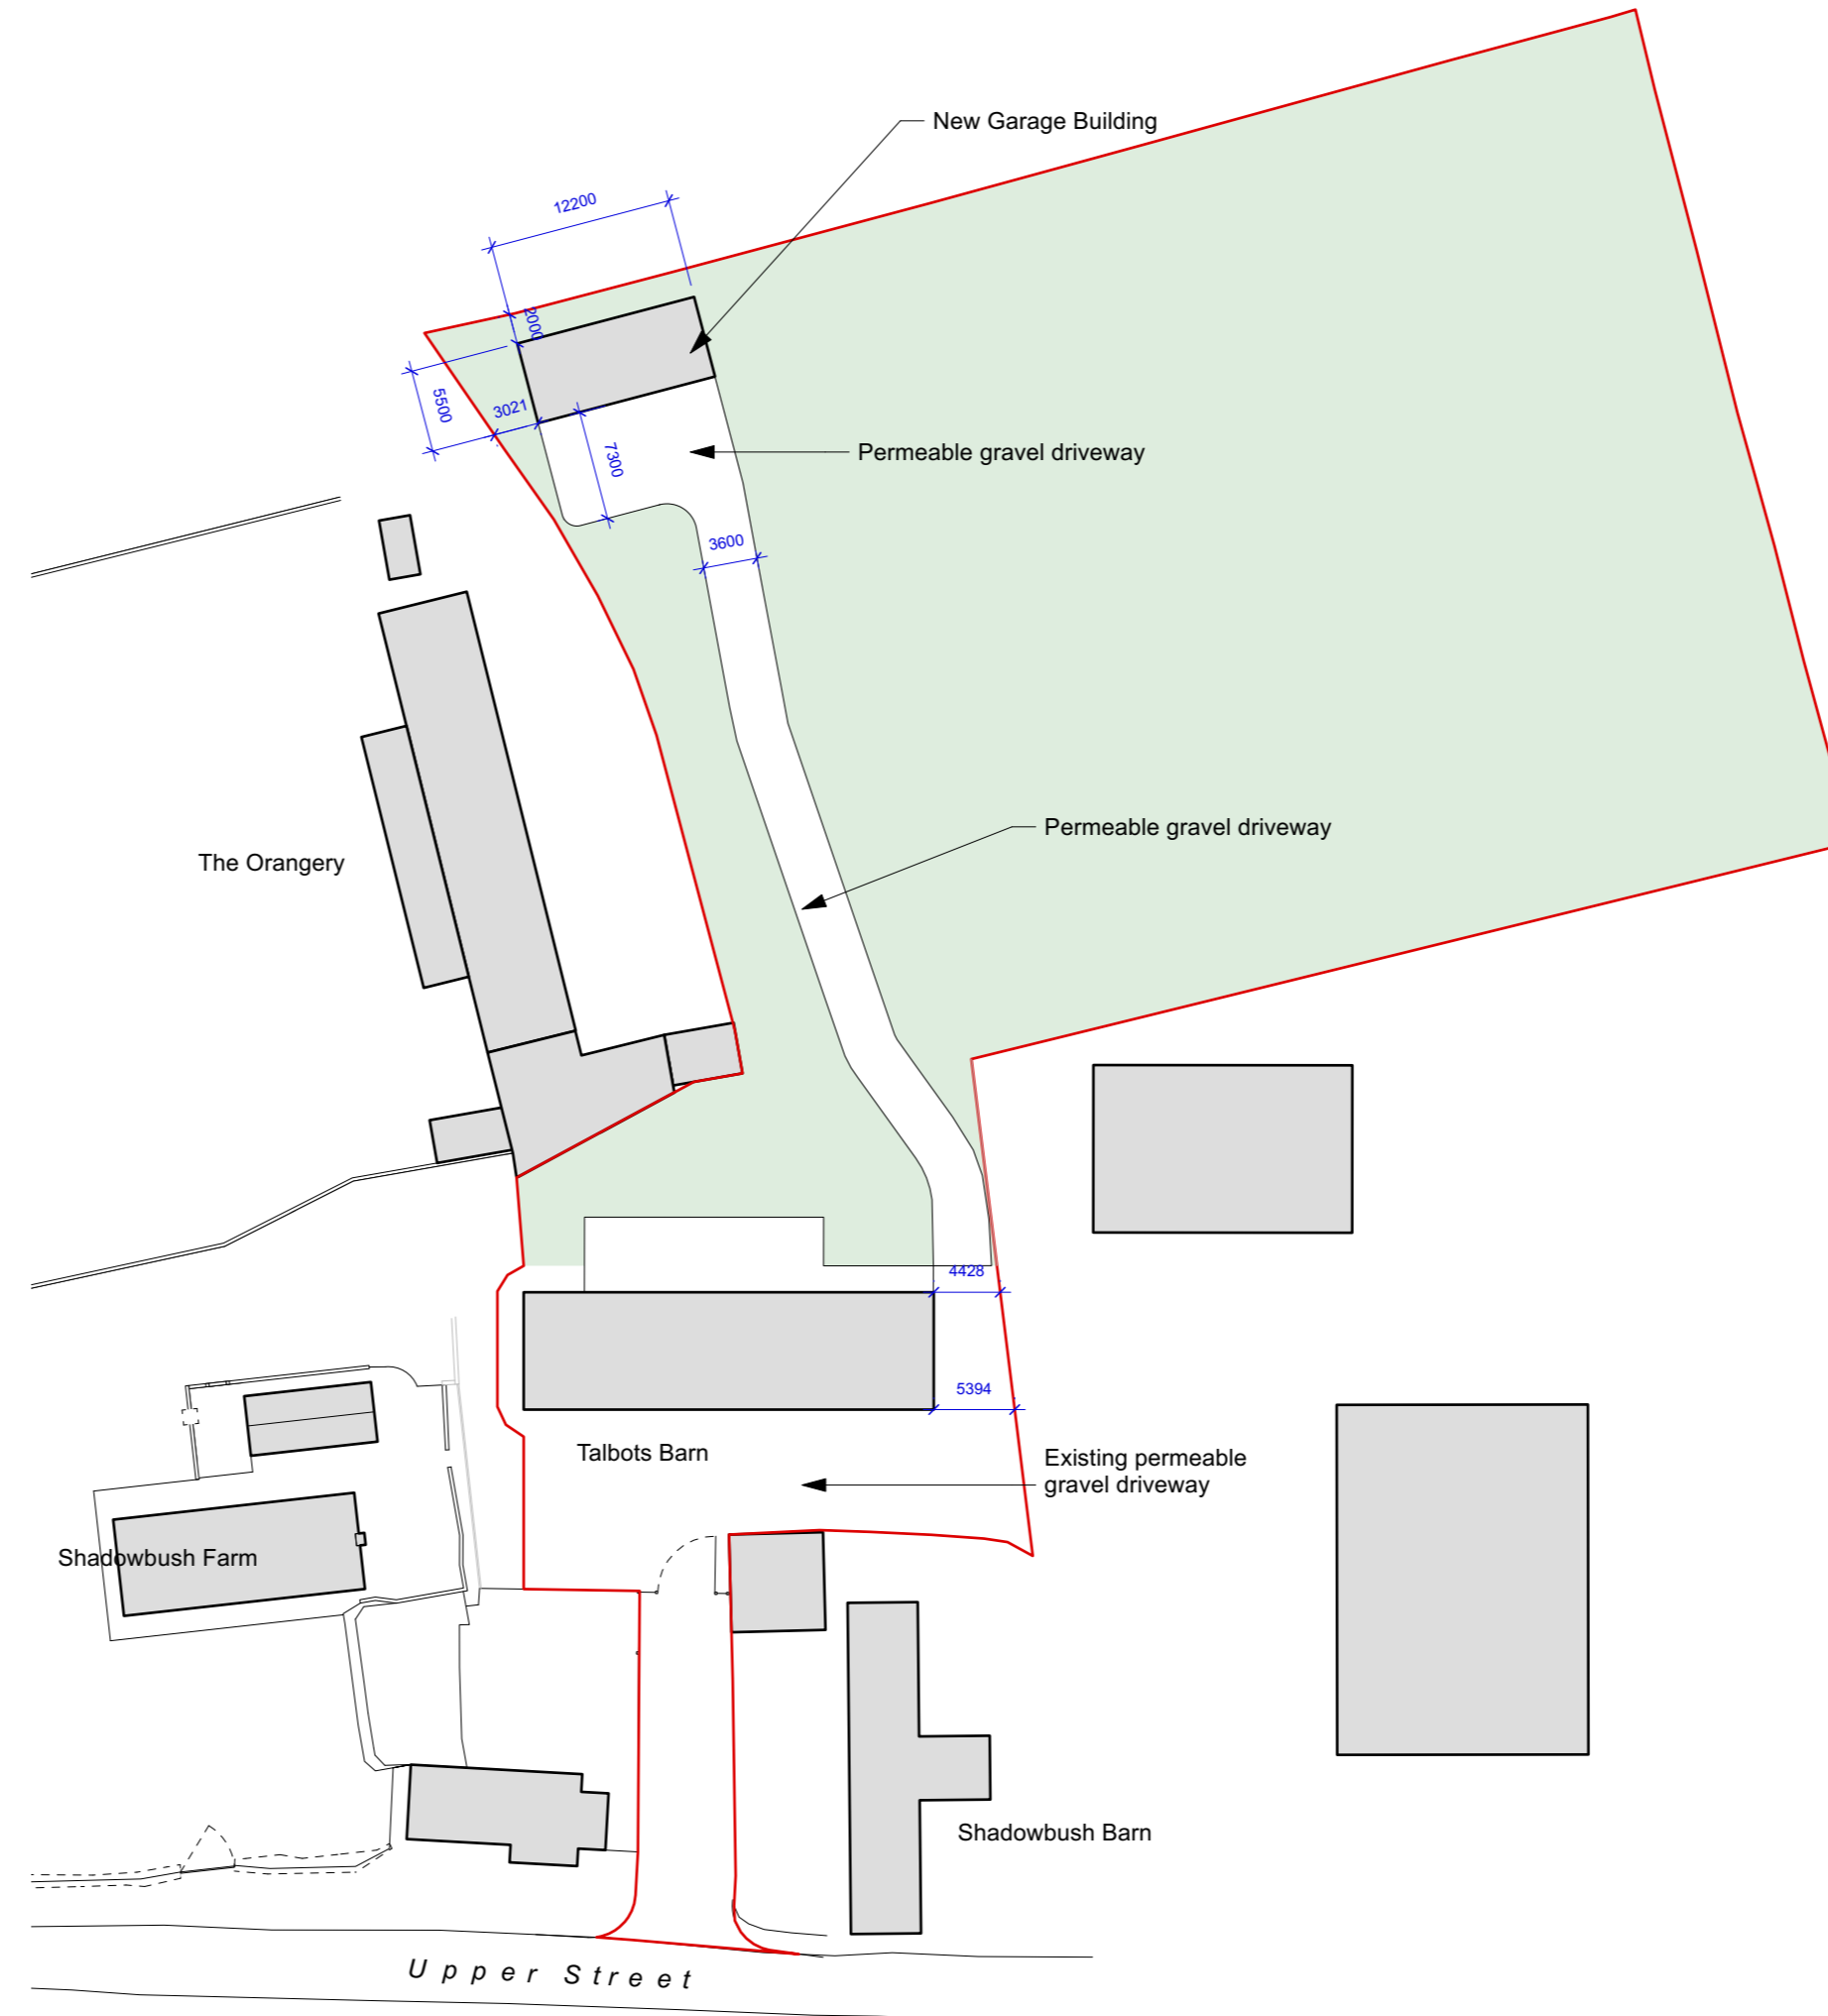 New Garage Building
12200
2000
5500
3021
7300
Permeable gravel driveway
3600
Permeable gravel driveway
The Orangery
4428
5394
Talbots Barn
Existing permeable
gravel driveway
Shadowbush Farm
Shadowbush Barn
Upper Street